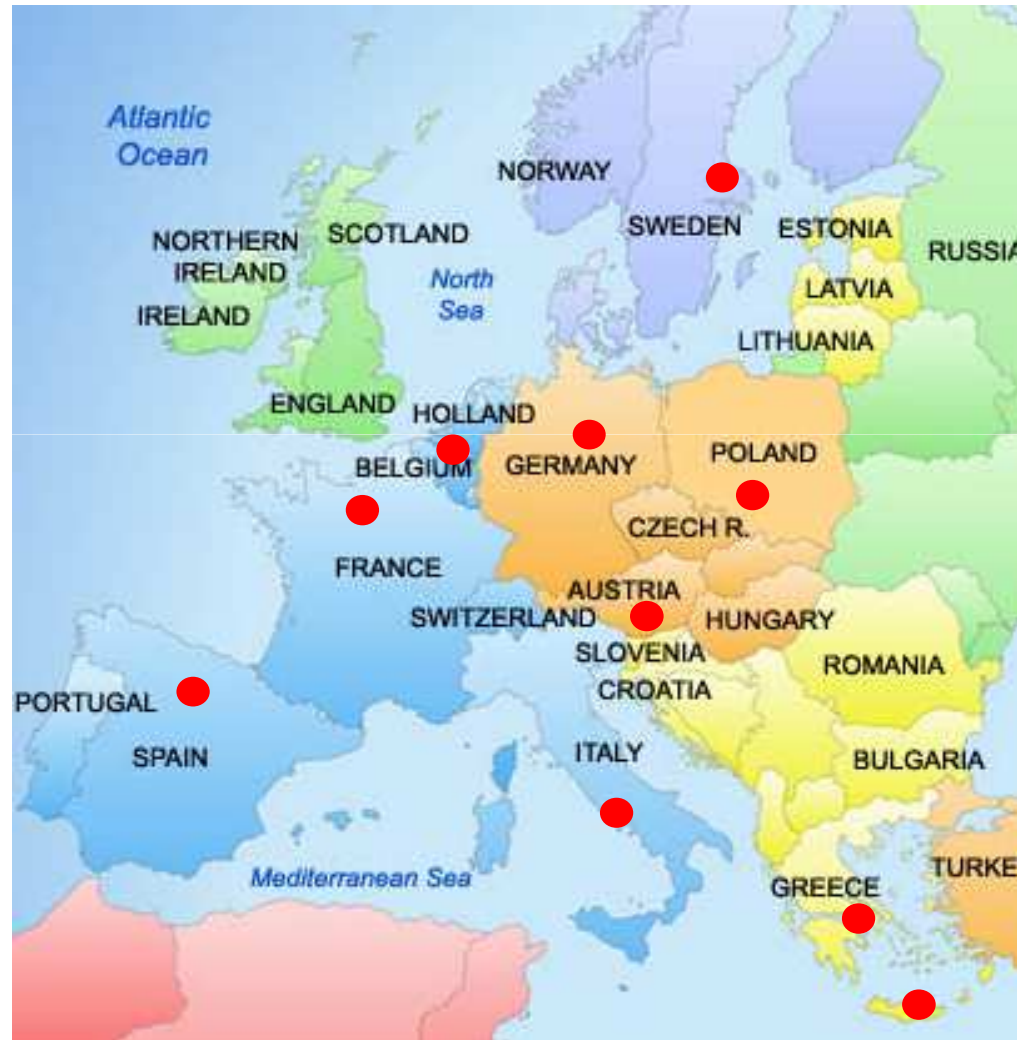 Atlantic
Ocean
NORWAY
SWEDEN
ESTONIA
RUSSIA
NORTHERN
IRELAND
SCOTLAND
North
Sea
LATVIA
IRELAND
LITHUANIA
ENGLAND
HOLLAND
BELGIUM
GERMANY
POLAND
CZECH R.
FRANCE
AUSTRIA
SWITZERLAND
HUNGARY
SLOVENIA
ROMANIA
CROATIA
PORTUGAL
SPAIN
ITALY
BULGARIA
Mediterranean Sea
GREECE
TURKE